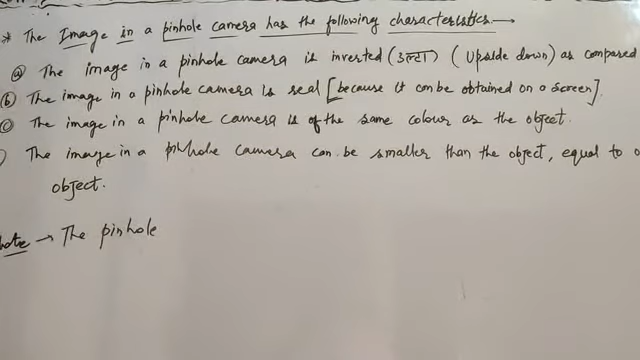 * The Image in a pinhole camera has the following characteristics. →
(a) The image in a pinhole camera is inverted (उल्टा) (Upside down) as compared
(b) The image in a pinhole camera is real [because it can be obtained on a screen].
(c) The image in a pinhole camera is of the same colour as the object.
) The image in a pinhole camera can be smaller than the object, equal to
object.
Note → The pinhole